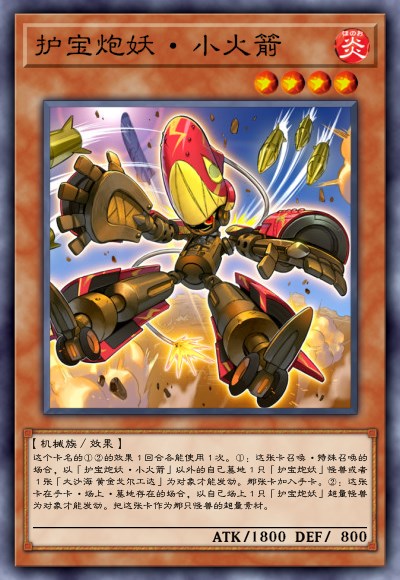 护宝炮妖·小火箭
ほのお
炎
【机械族／效果】
这个卡名的①②的效果1回合各能使用1次。①：这张卡召唤·特殊召唤的
场合，以「护宝炮妖·小火箭」以外的自己墓地1只「护宝炮妖」怪兽或者
1张「大沙海 黄金戈尔工达」为对象才能发动。那张卡加入手卡。②：这张
卡在手卡·场上·墓地存在的场合，以自己场上1只「护宝炮妖」超量怪兽
为对象才能发动。把这张卡作为那只怪兽的超量素材。
ATK/1800 DEF/ 800